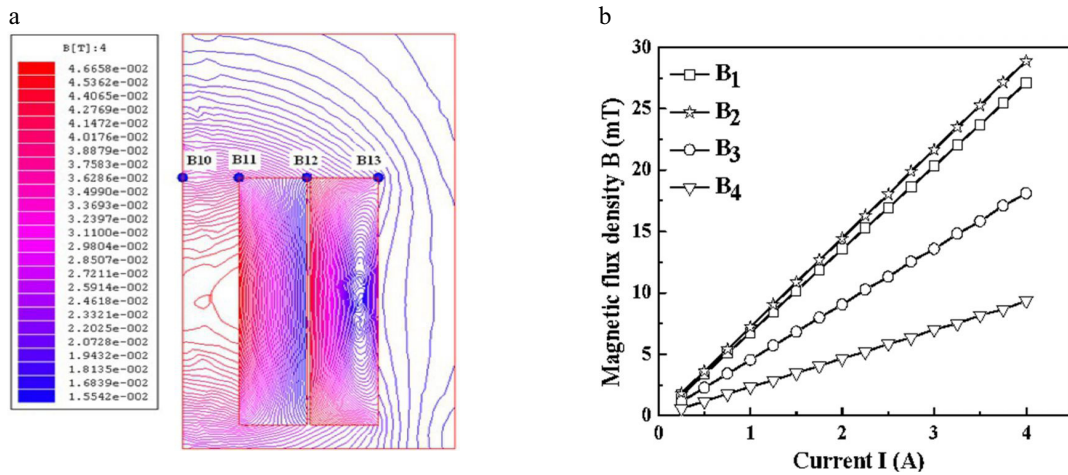 a
B[T]:4
4.6658e-002
4.5362e-002
4.4065e-002
4.2769e-002
4.1472e-002
4.0176e-002
3.8879e-002
3.7583e-002
3.6286e-002
3.4990e-002
3.3693e-002
3.2397e-002
3.1100e-002
2.9804e-002
2.8507e-002
2.7211e-002
2.5914e-002
2.4618e-002
2.3321e-002
2.2025e-002
2.0728e-002
1.9432e-002
1.8135e-002
1.6839e-002
1.5542e-002
B10 B11 B12 B13
b
Magnetic flux density B (mT)
30
25
20
15
10
5
0
B1
B2
B3
B4
0 1 2 3 4
Current I (A)